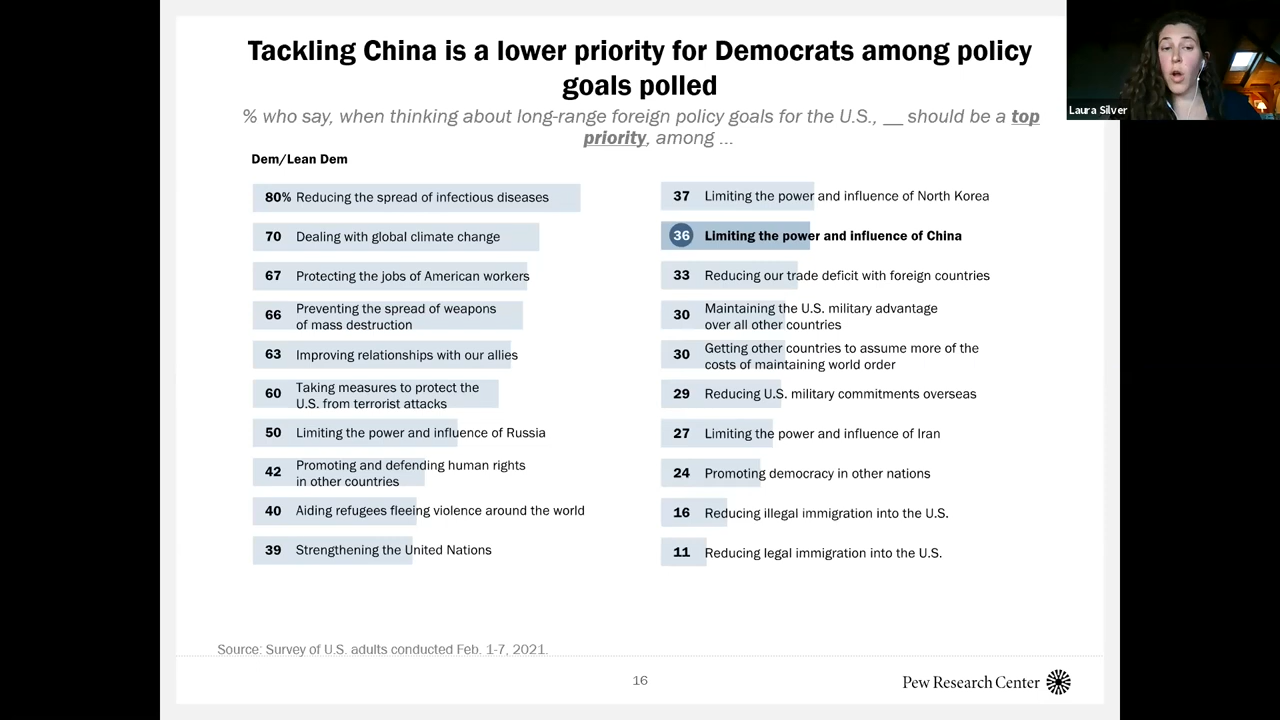 Tackling China is a lower priority for Democrats among policy
goals polled
% who say, when thinking about long-range foreign policy goals for the U.S., __ should be a top
priority, among ...
Dem/Lean Dem
80% Reducing the spread of infectious diseases
70 Dealing with global climate change
67 Protecting the jobs of American workers
66 Preventing the spread of weapons
of mass destruction
63 Improving relationships with our allies
60 Taking measures to protect the
U.S. from terrorist attacks
50 Limiting the power and influence of Russia
42 Promoting and defending human rights
in other countries
40 Aiding refugees fleeing violence around the world
39 Strengthening the United Nations
37 Limiting the power and influence of North Korea
36 Limiting the power and influence of China
33 Reducing our trade deficit with foreign countries
30 Maintaining the U.S. military advantage
over all other countries
30 Getting other countries to assume more of the
costs of maintaining world order
29 Reducing U.S. military commitments overseas
27 Limiting the power and influence of Iran
24 Promoting democracy in other nations
16 Reducing illegal immigration into the U.S.
11 Reducing legal immigration into the U.S.
Source: Survey of U.S. adults conducted Feb. 1-7, 2021.
16
Pew Research Center
Laura Silver